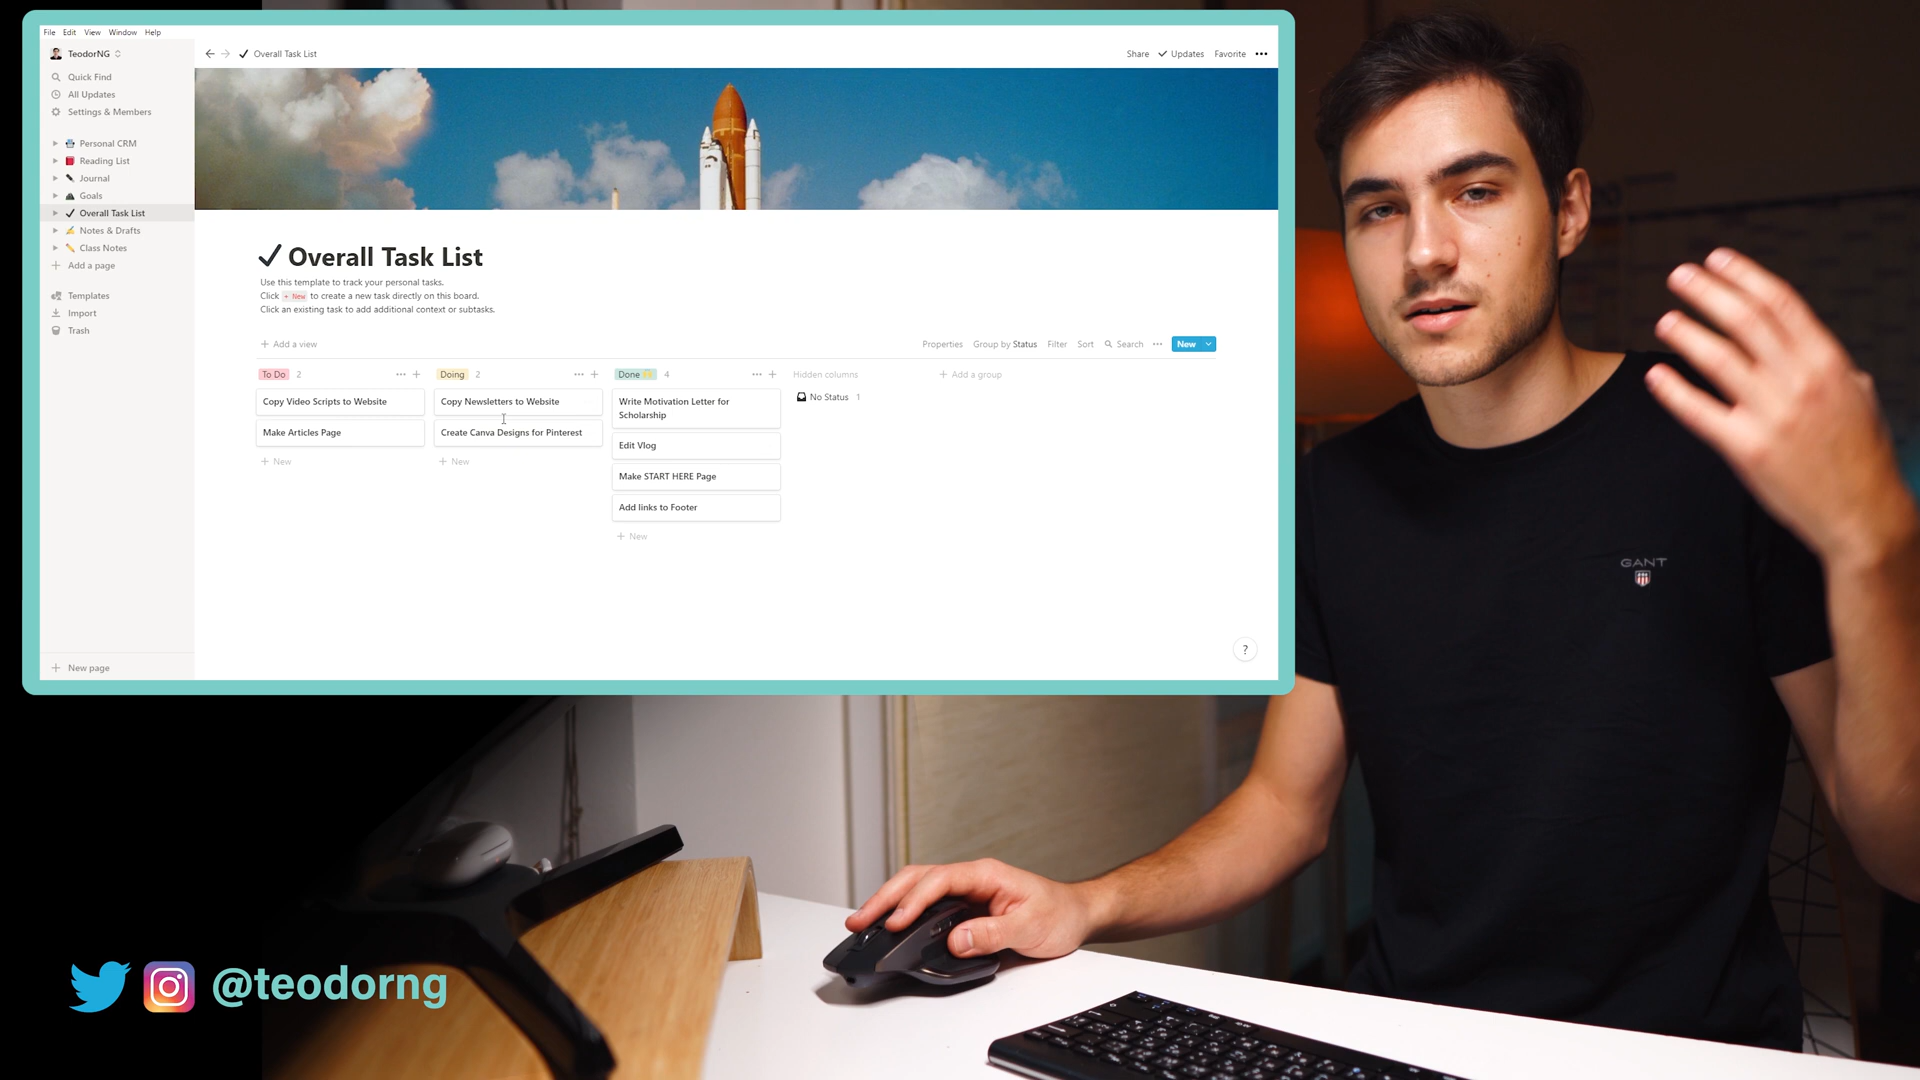 File Edit View Window Help
TeodorNG
Quick Find
All Updates
Settings & Members
Personal CRM
Reading List
Journal
Goals
Overall Task List
Notes & Drafts
Class Notes
Add a page
Templates
Import
Trash
New page
Overall Task List
Share Updates Favorite
Overall Task List
Use this template to track your personal tasks.
Click + New to create a new task directly on this board.
Click an existing task to add additional context or subtasks.
+ Add a view
Properties Group by Status Filter Sort Search New
To Do 2
Copy Video Scripts to Website
Make Articles Page
+ New
Doing 2
Copy Newsletters to Website
Create Canva Designs for Pinterest
+ New
Done 4
Write Motivation Letter for
Scholarship
Edit Vlog
Make START HERE Page
Add links to Footer
+ New
Hidden columns
No Status 1
+ Add a group
?
GANT
@teodorng